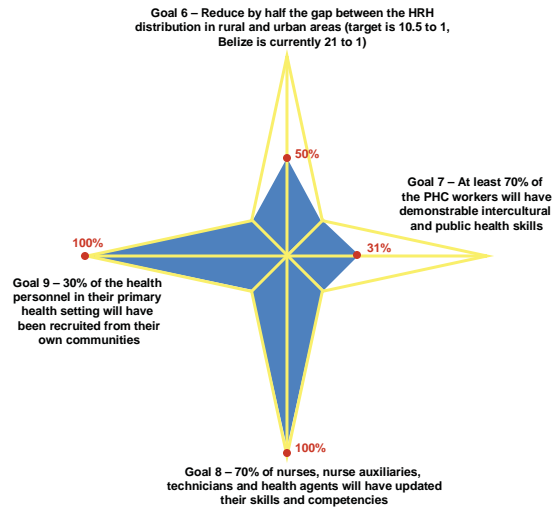 Goal 6 – Reduce by half the gap between the HRH
distribution in rural and urban areas (target is 10.5 to 1,
Belize is currently 21 to 1)
50%
Goal 7 – At least 70% of
the PHC workers will have
demonstrable intercultural
and public health skills
31%
100%
Goal 9 – 30% of the health
personnel in their primary
health setting will have
been recruited from their
own communities
100%
Goal 8 – 70% of nurses, nurse auxiliaries,
technicians and health agents will have updated
their skills and competencies